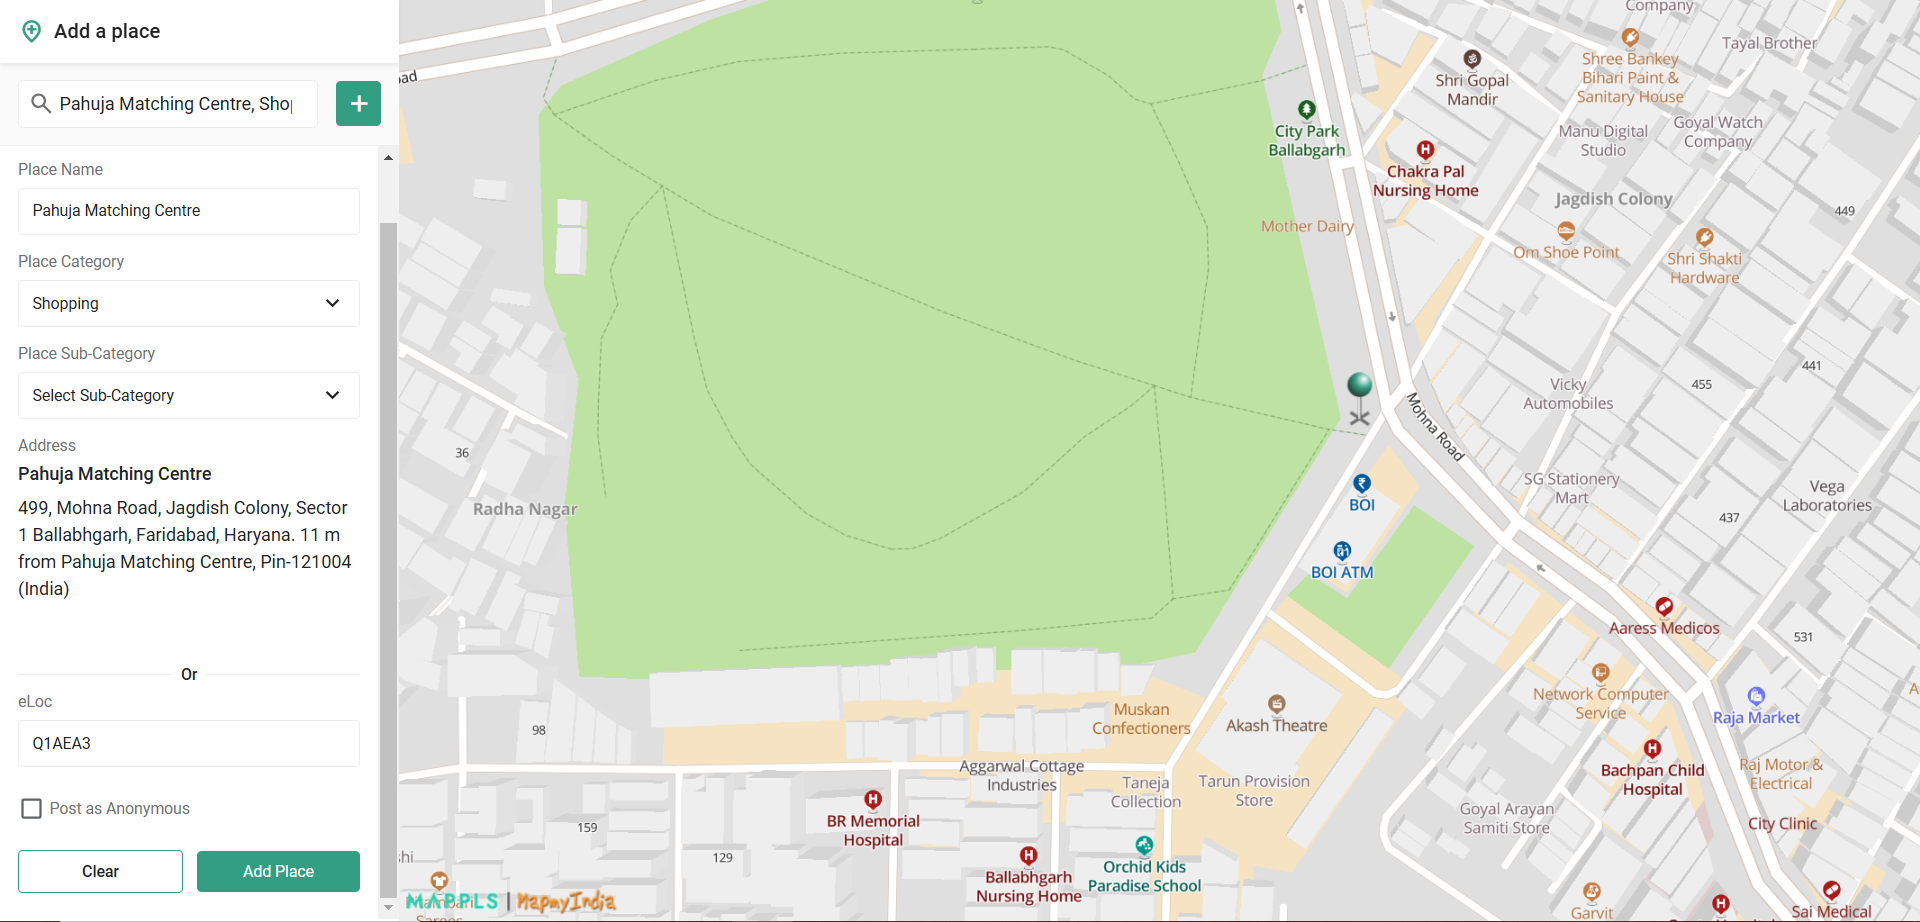 Add a place
Pahuja Matching Centre, Sho
Place Name
Pahuja Matching Centre
Place Category
Shopping
Place Sub-Category
Select Sub-Category
Address
Pahuja Matching Centre
499, Mohna Road, Jagdish Colony, Sector
1 Ballabhgarh, Faridabad, Haryana. 11 m
from Pahuja Matching Centre, Pin-121004
(India)
Or
eLoc
Q1AEA3
Post as Anonymous
Clear
Add Place
Company
Tayal Brother
Shree Bankey
Bihari Paint &
Sanitary House
Shri Gopal
Mandir
City Park
Ballabgarh
Manu Digital
Studio
Goyal Watch
Company
Chakra Pal
Nursing Home
Jagdish Colony
449
Mother Dairy
Om Shoe Point
Shri Shakti
Hardware
441
Vicky
Automobiles
455
Mohna Road
36
Radha Nagar
BOI
SG Stationery
Mart
Vega
Laboratories
437
BOI ATM
Aaress Medicos
531
Network Computer
Service
Raja Market
Muskan
Confectioners
Akash Theatre
98
Aggarwal Cottage
Industries
Taneja
Collection
Tarun Provision
Store
Bachpan Child
Hospital
Raj Motor &
Electrical
Goyal Arayan
Samiti Store
City Clinic
BR Memorial
Hospital
159
129
Ballabhgarh
Nursing Home
Orchid Kids
Paradise School
Garvit
Sai Medical
MAPPLS | MapmyIndia